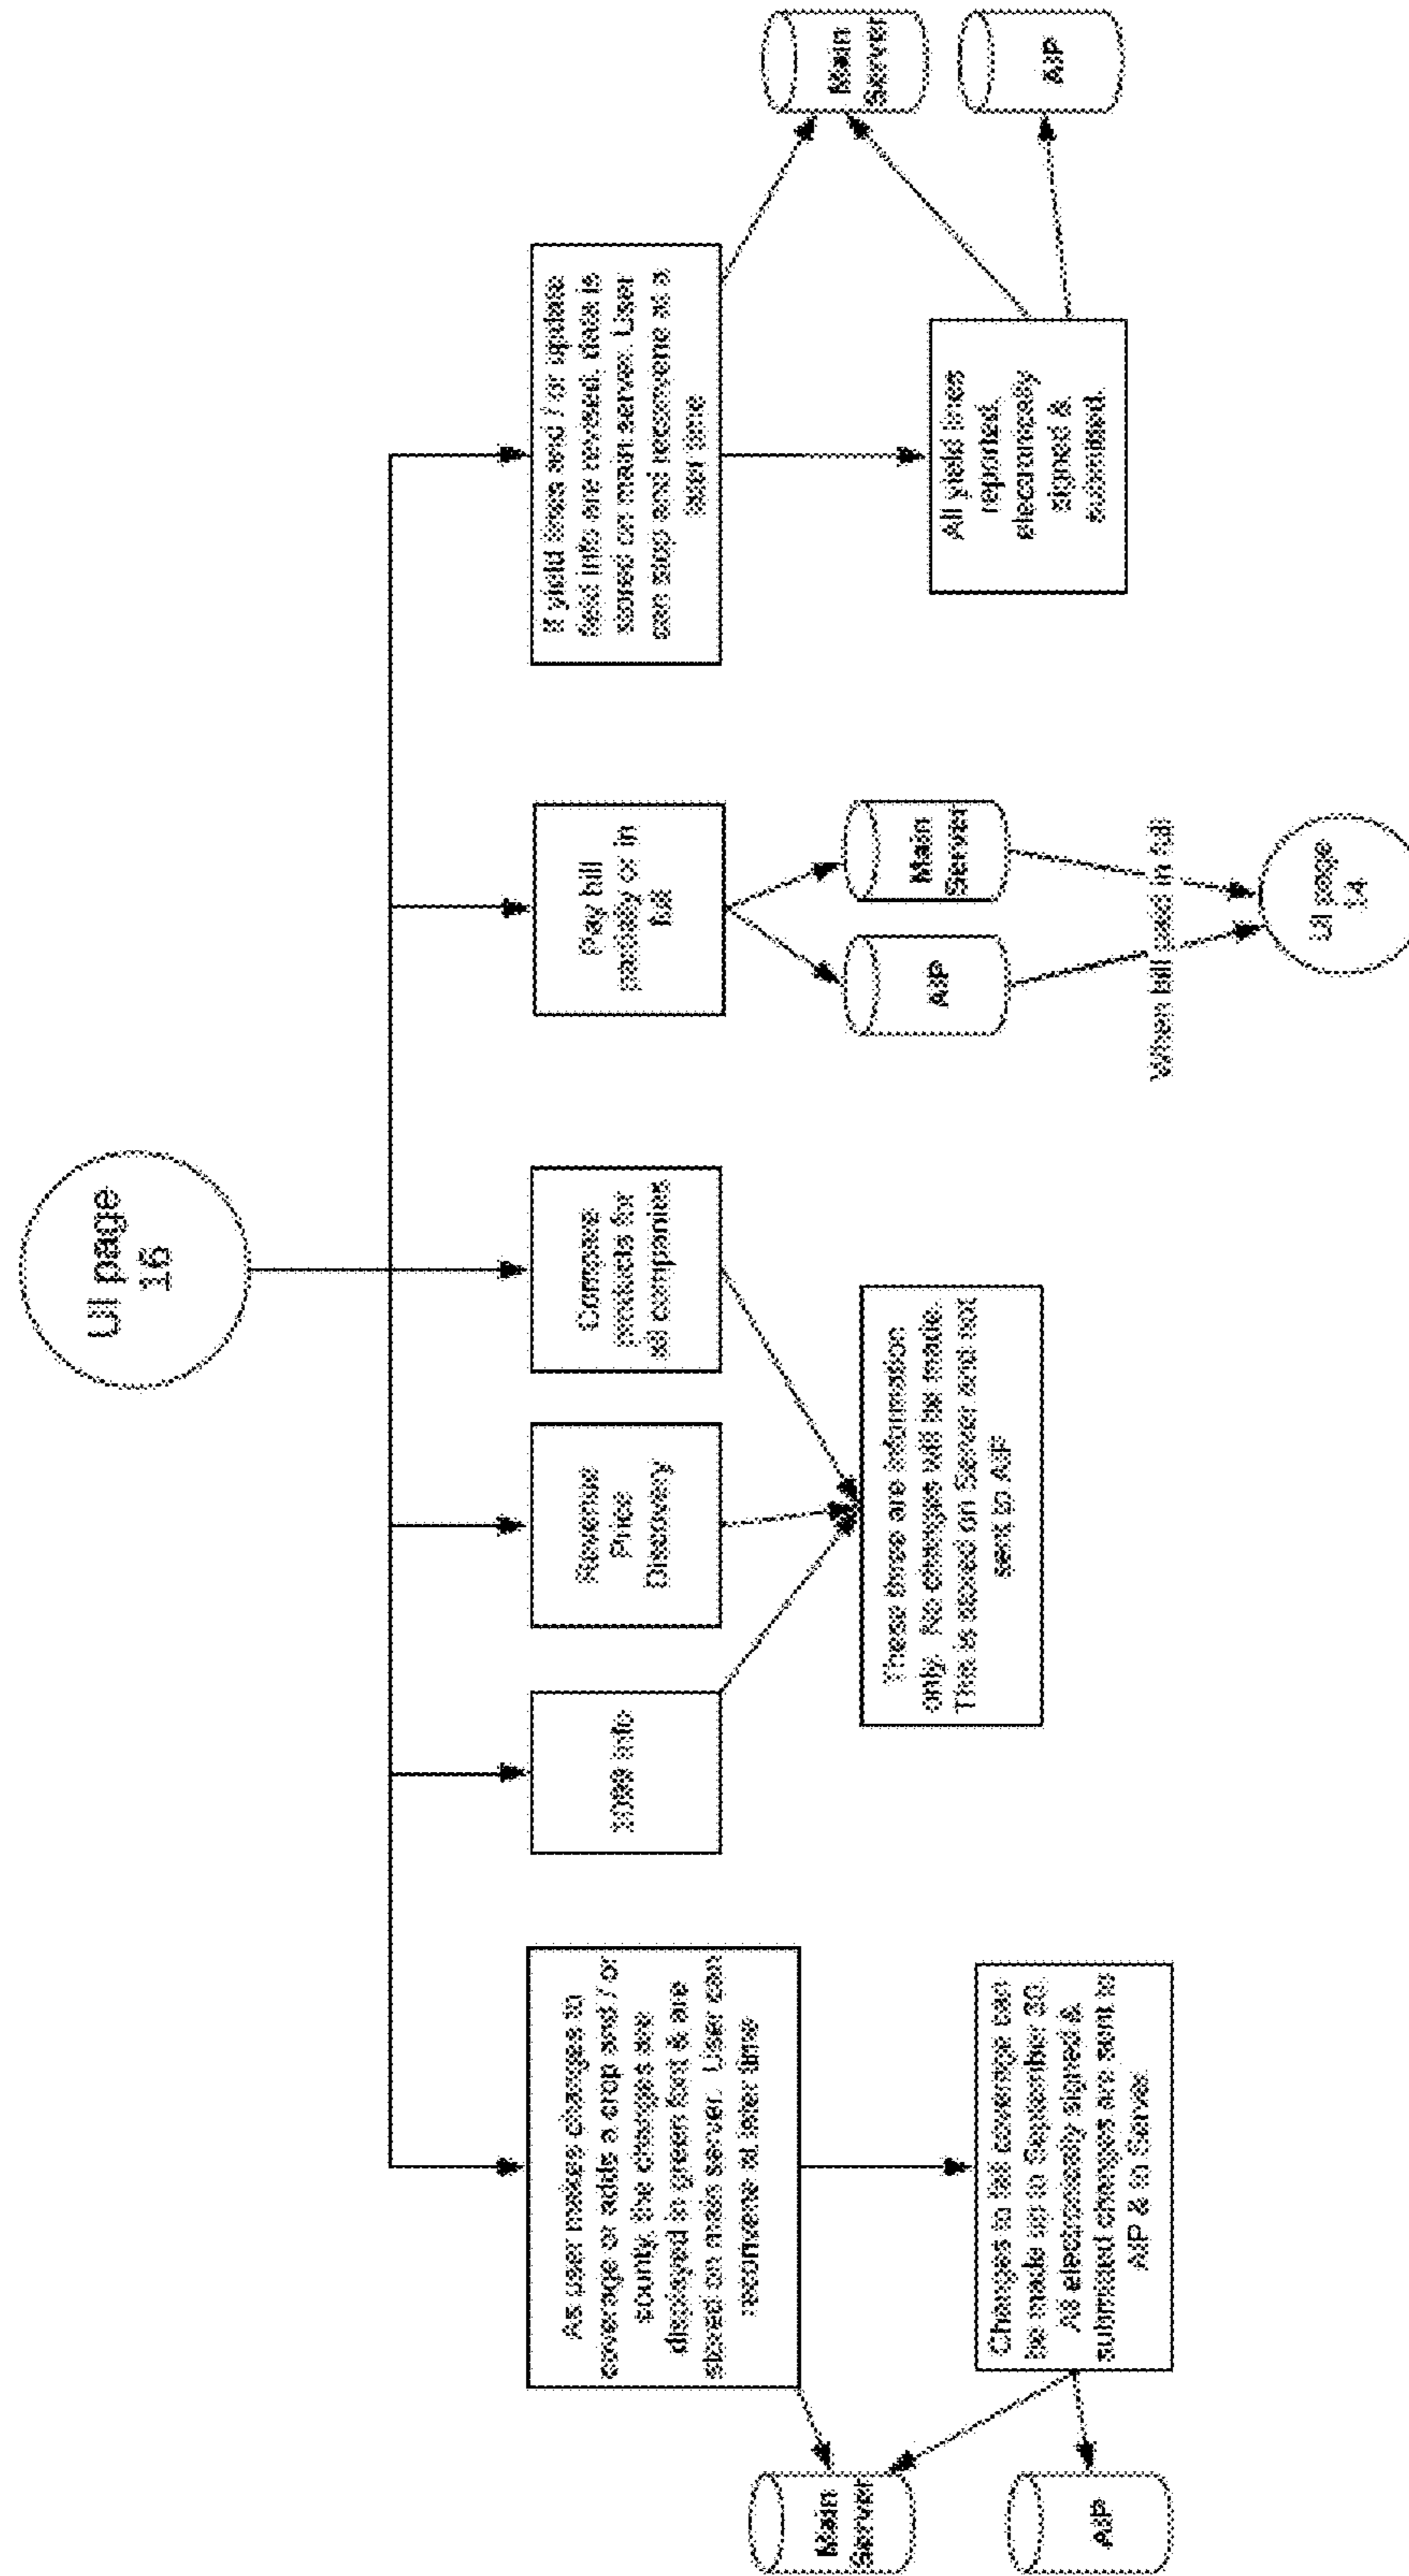 UI page
16
As user makes changes to
coverage or adds a crop and / or
county, the changes are
displayed in green font & are
stored on main server. User can
reconvene at later time
1099 info
Revenue
Price
Discovery
Compare
products for
all companies
Pay bill
partially or in
full
If yield lines and / or update
field info are revised, data is
stored on main server. User
can stop and reconvene at a
later time
Main
Server
AIP
Changes to fall coverage can
be made up to September 30.
All electronically signed &
submitted changes are sent to
AIP & to Server
These three are information
only. No changes will be made.
This is stored on Server and not
sent to AIP
AIP
Main
Server
When bill paid in full
UI page
14
All yield lines
reported,
electronically
signed &
submitted.
Main
Server
AIP